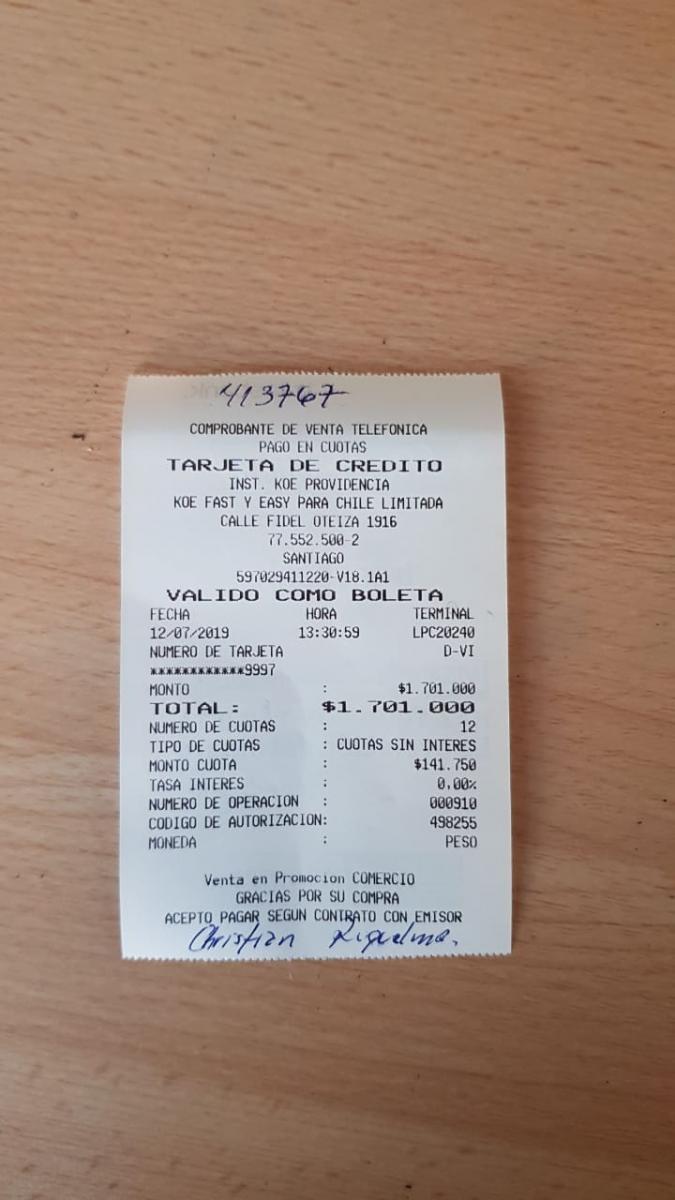 413767
COMPROBANTE DE VENTA TELEFONICA
PAGO EN CUOTAS
TARJETA DE CREDITO
INST. KOE PROVIDENCIA
KOE FAST Y EASY PARA CHILE LIMITADA
CALLE FIDEL OTEIZA 1916
77.552.500-2
SANTIAGO
597029411220-V18.1A1
VALIDO COMO BOLETA
FECHA HORA TERMINAL
12/07/2019 13:30:59 LPC20240
NUMERO DE TARJETA D-VI
************9997
MONTO : $1.701.000
TOTAL: $1.701.000
NUMERO DE CUOTAS : 12
TIPO DE CUOTAS : CUOTAS SIN INTERES
MONTO CUOTA : $141.750
TASA INTERES : 0,00%
NUMERO DE OPERACION : 000910
CODIGO DE AUTORIZACION: 498255
MONEDA : PESO
Venta en Promocion COMERCIO
GRACIAS POR SU COMPRA
ACEPTO PAGAR SEGUN CONTRATO CON EMISOR
Christian Riquelme.